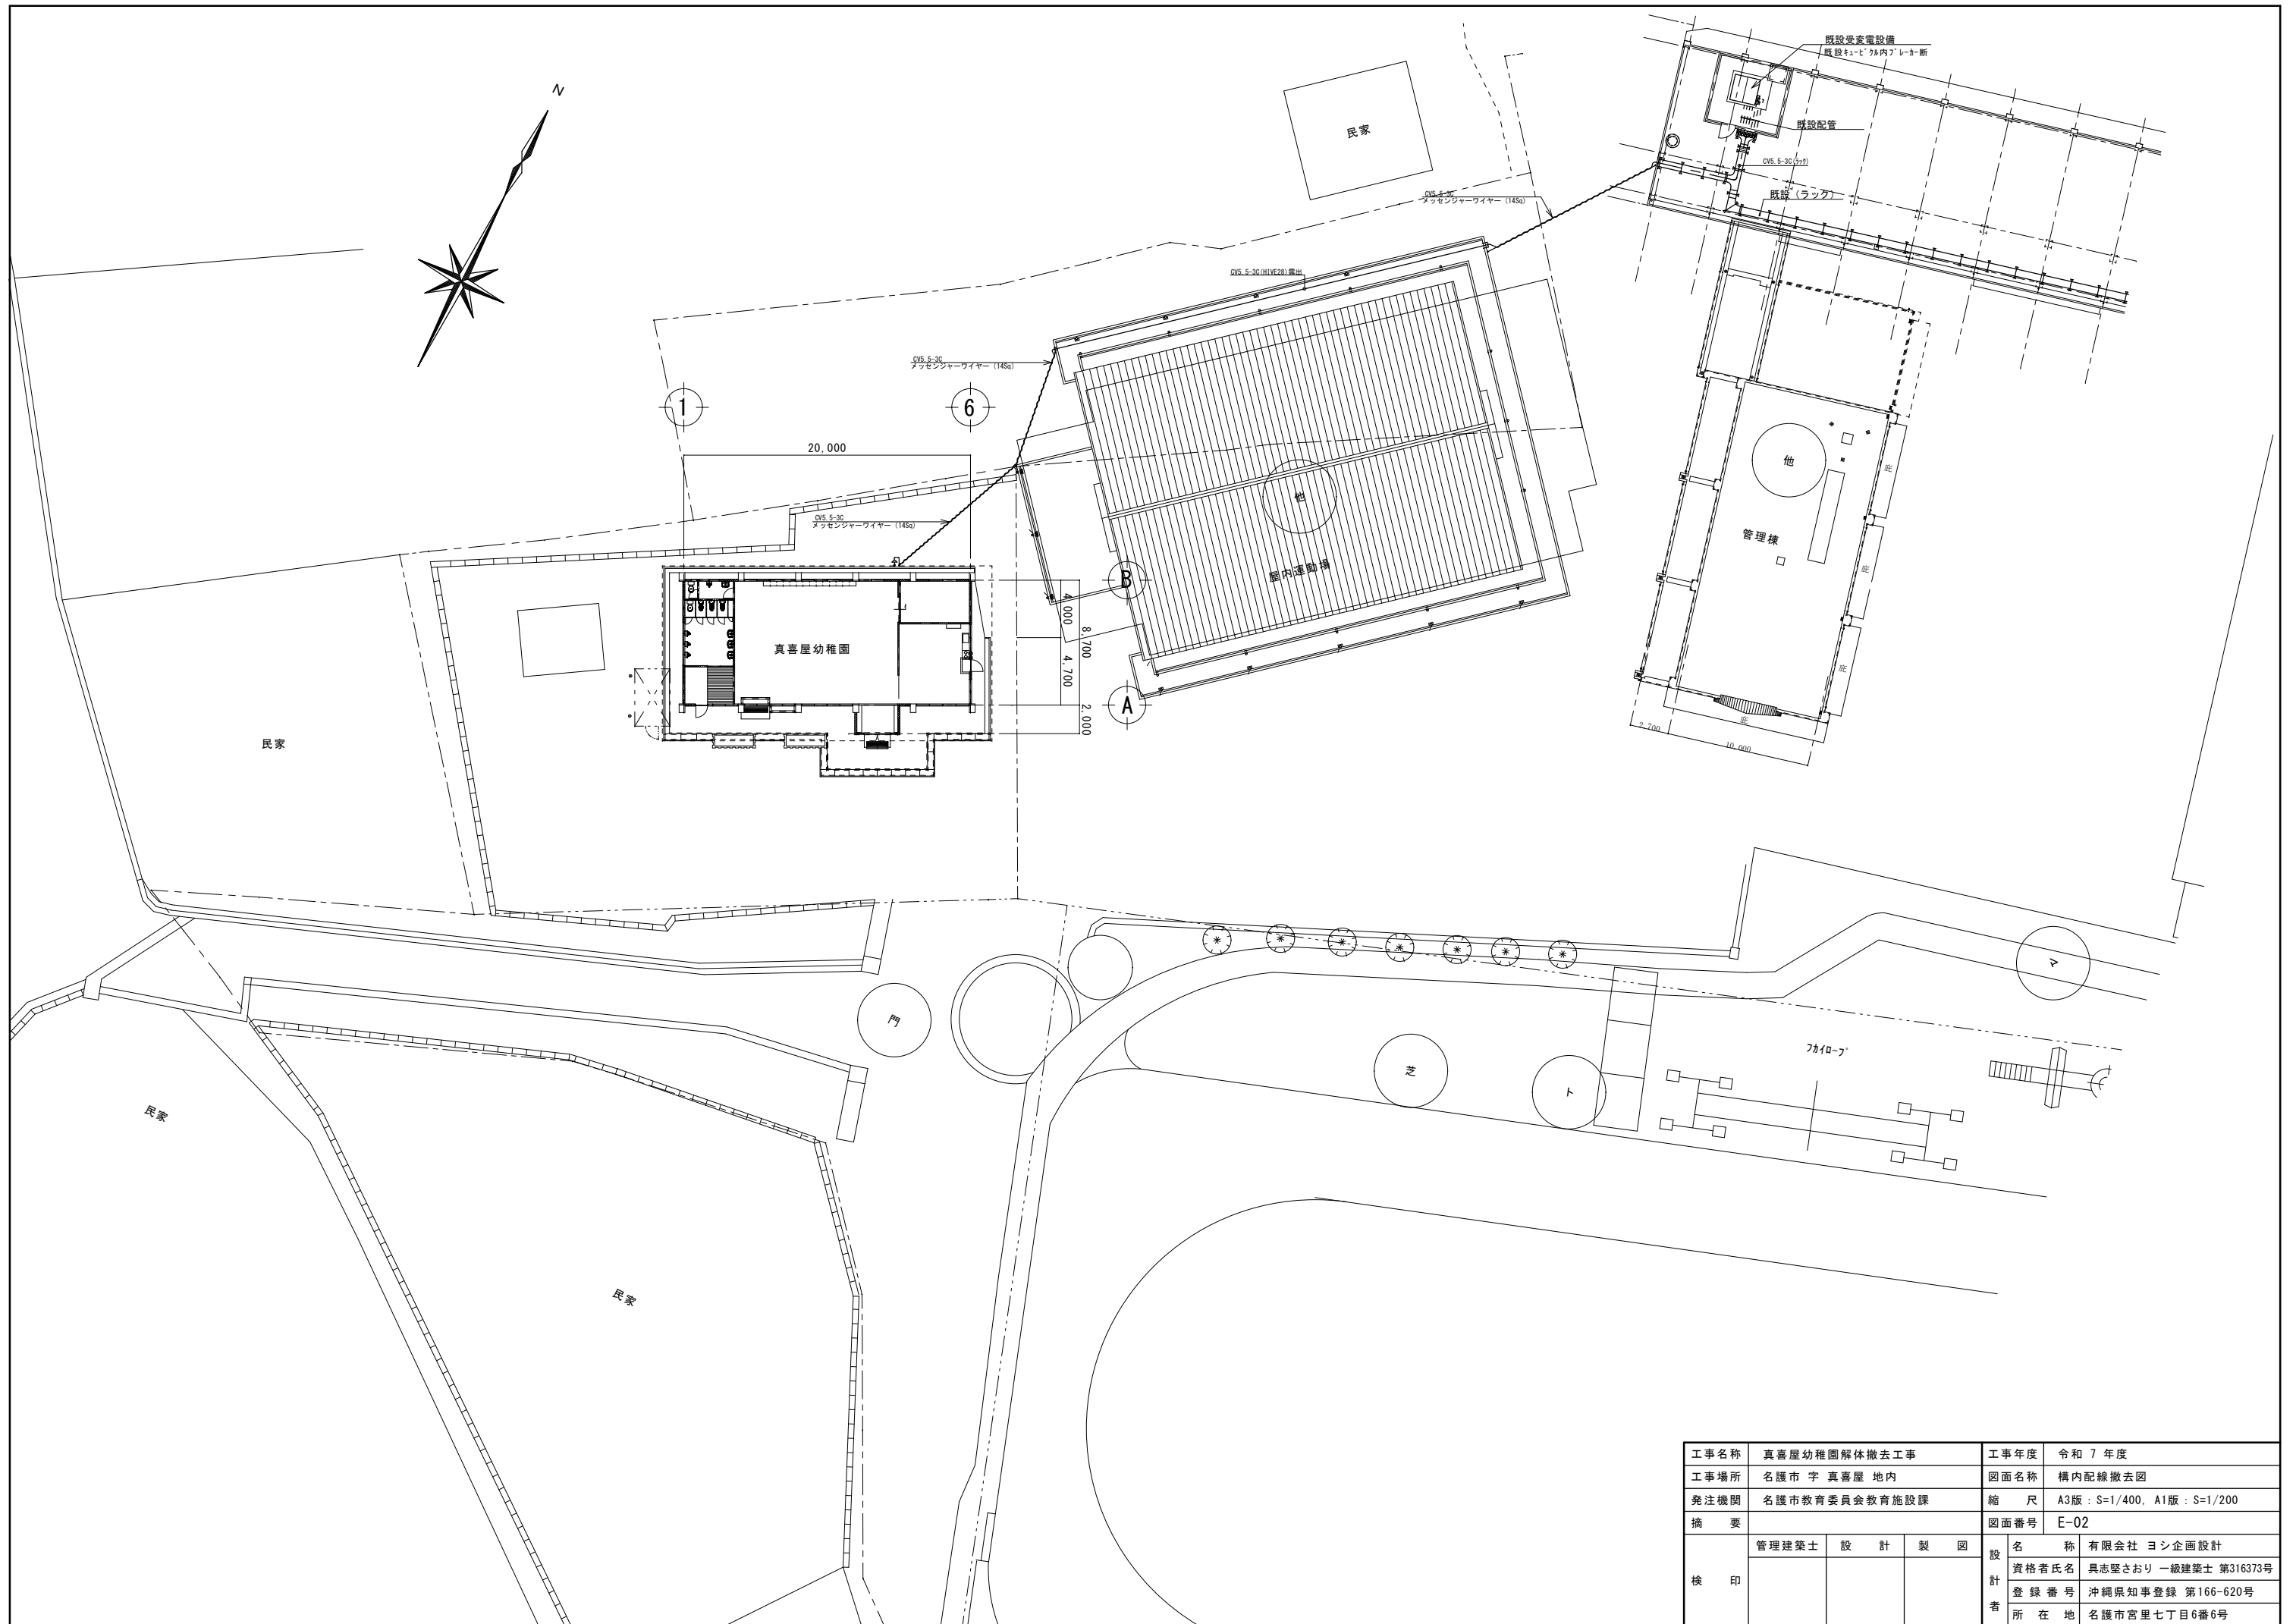 既設受変電設備
既設キュービクル内ブレーカー断
N
民家
既設配管
CV5.5-3C(ラック)
既設（ラック）
CV5.5-3C
メッセンジャーワイヤー（14Sq）
CV5.5-3C(HIVE28)露出
CV5.5-3C
メッセンジャーワイヤー（14Sq）
1
6
20,000
他
庇
他
CV5.5-3C
メッセンジャーワイヤー（14Sq）
管理棟
屋内運動場
庇
B
4,000
8,700
真喜屋幼稚園
4,700
庇
A
2,000
庇
2,700
10,000
民家
マ
門
フカイロープ
芝
ト
民家
民家
工事名称 真喜屋幼稚園解体撤去工事 工事年度 令和 7 年度
工事場所 名護市 字 真喜屋 地内 図面名称 構内配線撤去図
発注機関 名護市教育委員会教育施設課 縮 尺 A3版：S=1/400, A1版：S=1/200
摘 要 図面番号 E-02
検 印 管理建築士 設 計 製 図
設計者 名 称 有限会社 ヨシ企画設計
資格者氏名 具志堅さおり 一級建築士 第316373号
登録番号 沖縄県知事登録 第166-620号
所 在 地 名護市宮里七丁目6番6号